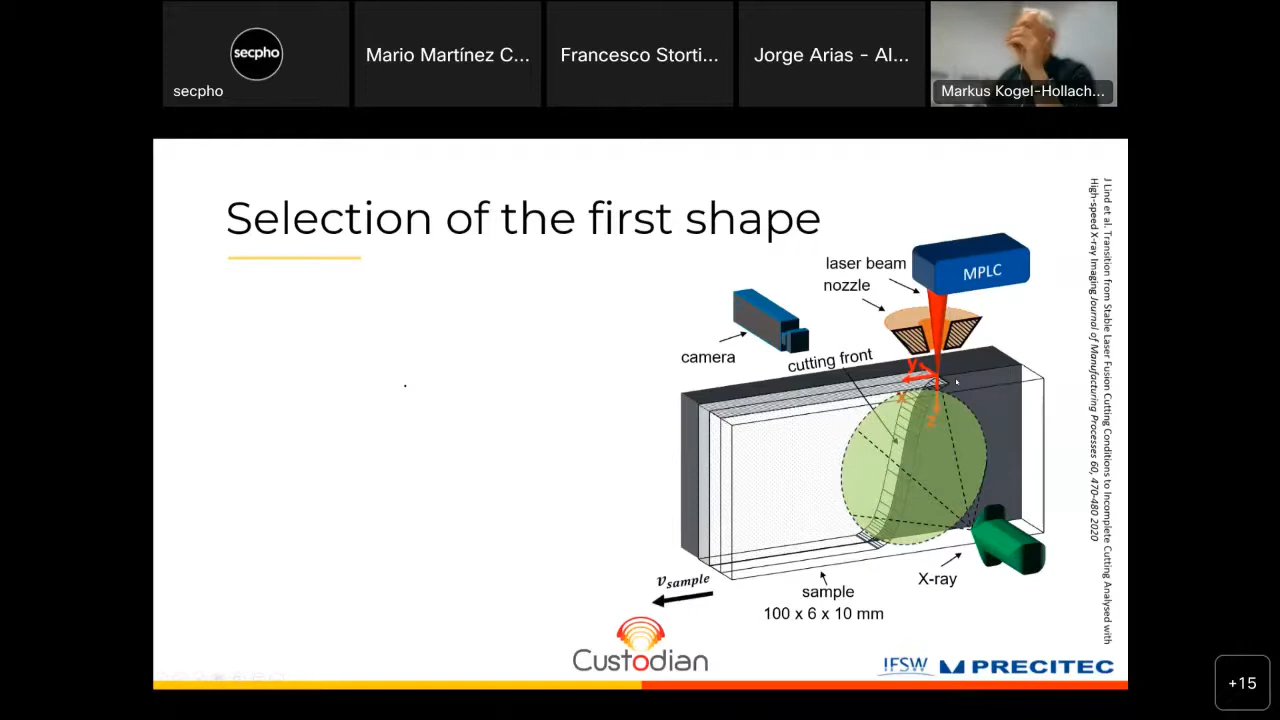 secpho
secpho
Mario Martínez C...
Francesco Storti...
Jorge Arias - Al...
Markus Kogel-Hollach...
Selection of the first shape
laser beam
nozzle
MPLC
camera
cutting front
y
x
z
v_sample
sample
100 x 6 x 10 mm
X-ray
J Lind et al. Transition from Stable Laser Fusion Cutting Conditions to Incomplete Cutting Analysed with
High-speed X-ray Imaging Journal of Manufacturing Processes 60, 470-480 2020
Custodian
IFSW
PRECITEC
+15